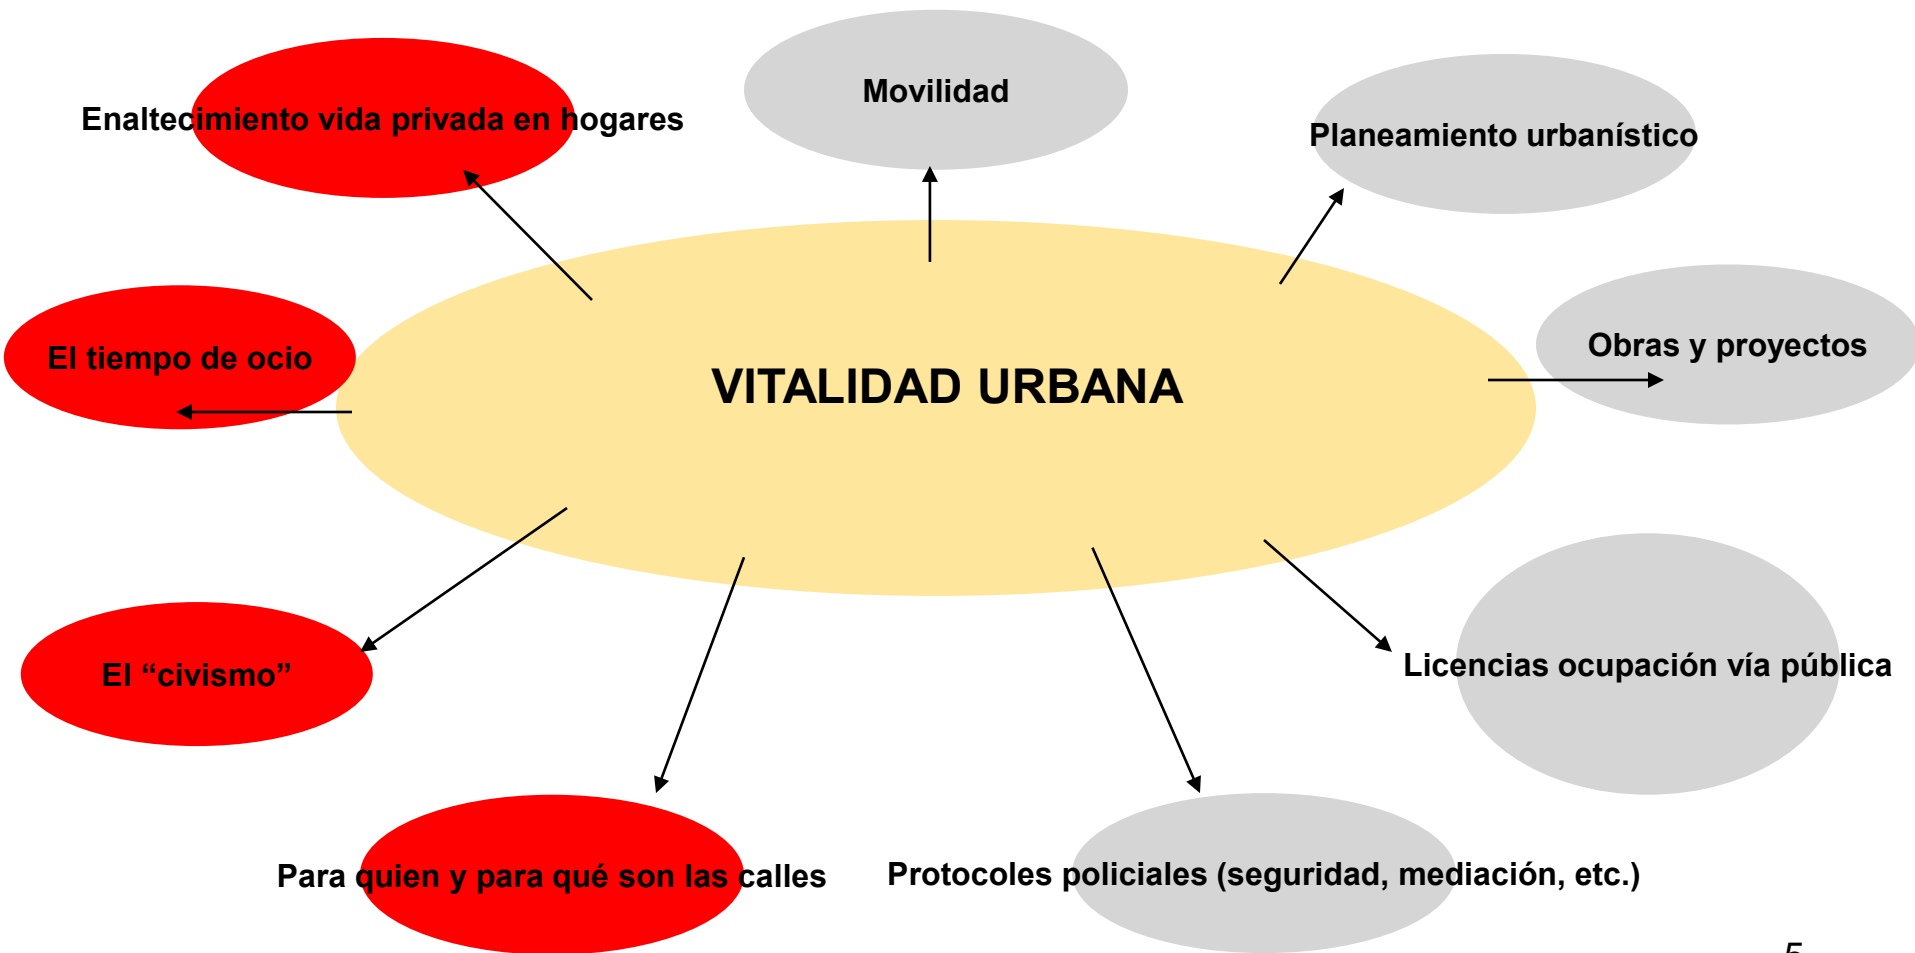 Movilidad
Enaltecimiento vida privada en hogares
Planeamiento urbanístico
El tiempo de ocio
Obras y proyectos
VITALIDAD URBANA
El “civismo”
Licencias ocupación vía pública
Para quien y para qué son las calles
Protocoles policiales (seguridad, mediación, etc.)
5